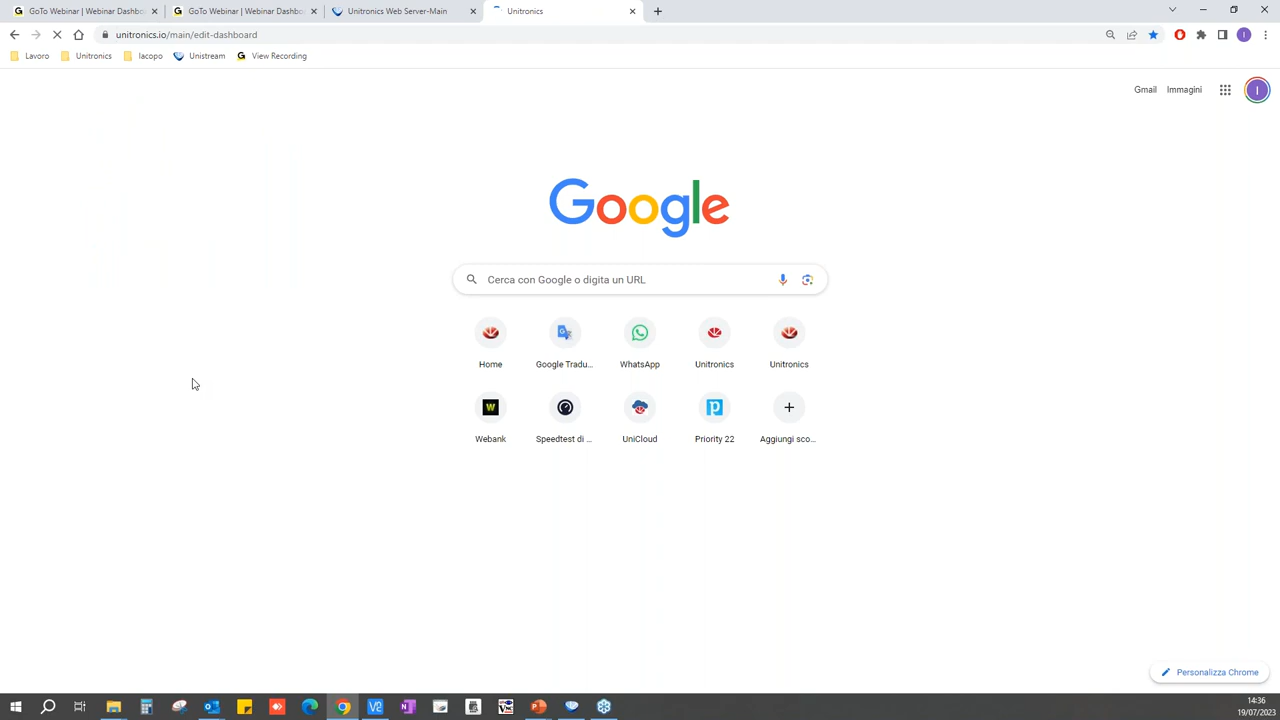 GoTo Webinar | Webinar Dashbo
GoTo Webinar | Webinar Dashbo
Unitronics Web Server-Main
Unitronics
unitronics.io/main/edit-dashboard
Lavoro
Unitronics
Iacopo
Unistream
View Recording
Gmail
Immagini
I
Google
Cerca con Google o digita un URL
Home
Google Tradu...
WhatsApp
Unitronics
Unitronics
Webank
Speedtest di ...
UniCloud
Priority 22
Aggiungi sco...
Personalizza Chrome
14:36
19/07/2023